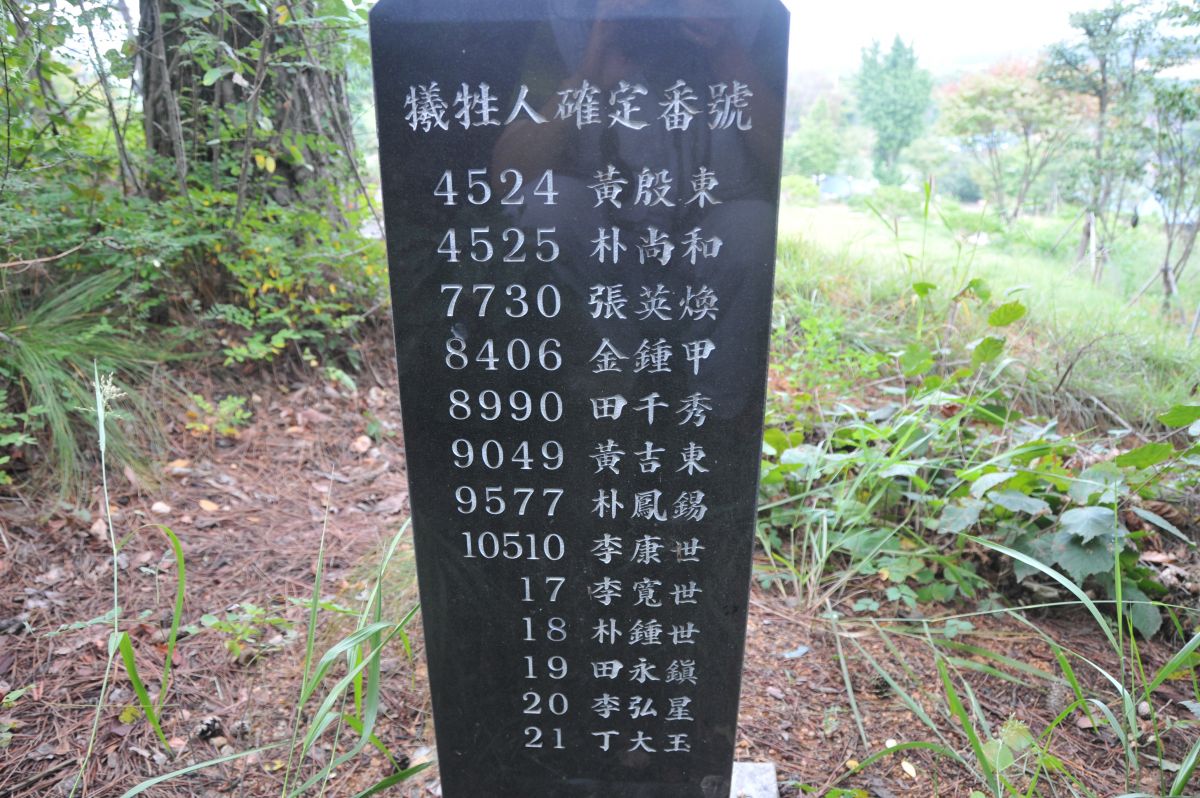 犧牲人確定番號
4524 黃殷東
4525 朴尚和
7730 張英煥
8406 金鍾甲
8990 田千秀
9049 黃吉東
9577 朴鳳錫
10510 李康世
17 李寬世
18 朴鍾世
19 田永鎭
20 李弘星
21 丁大玉